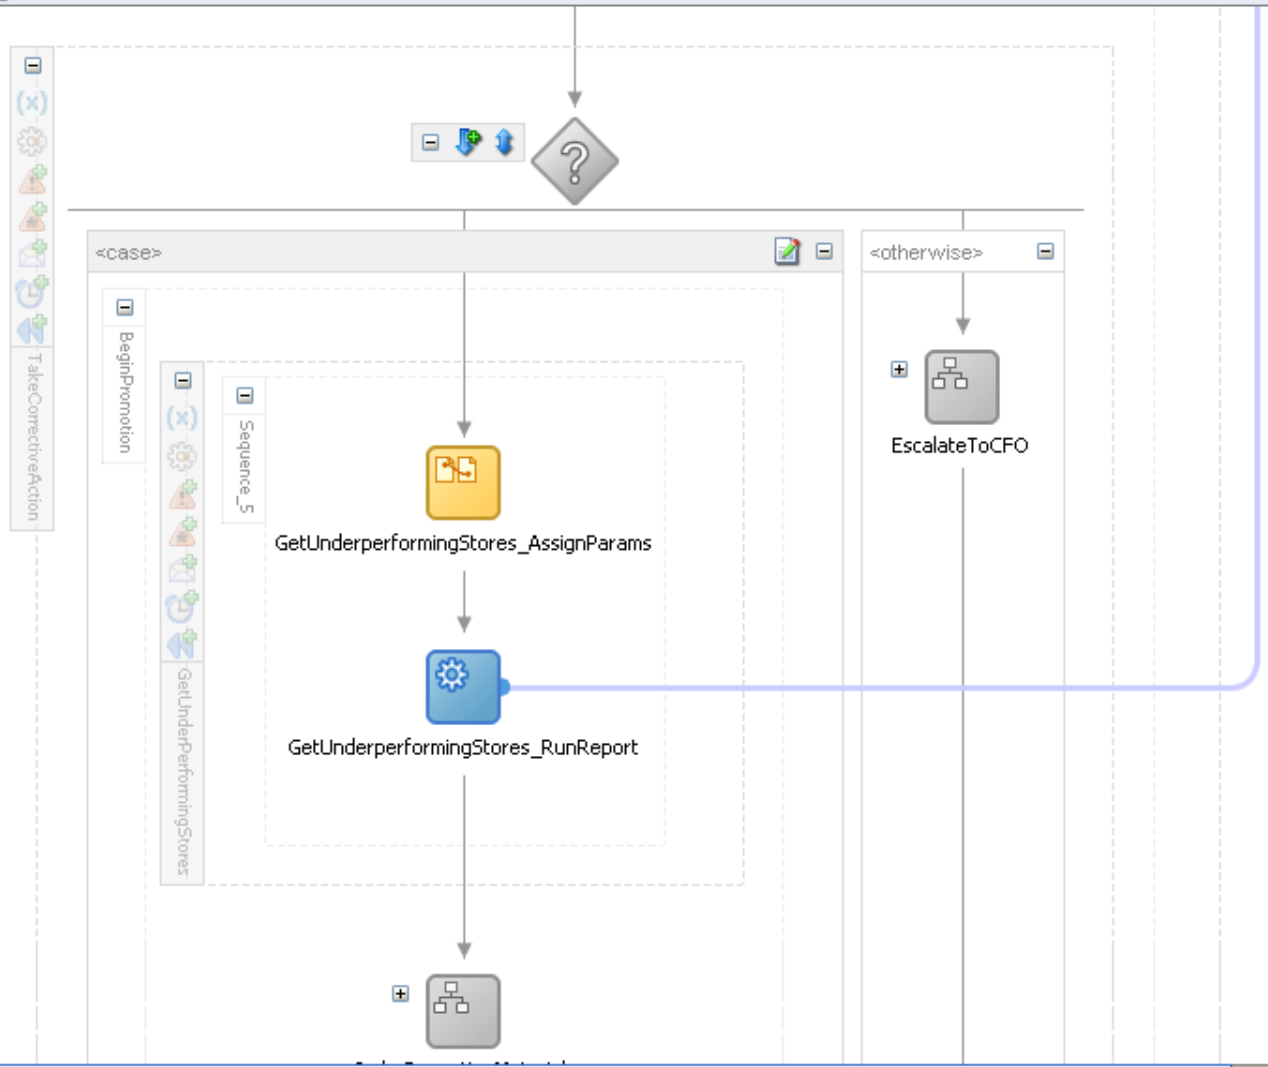 <case>
<otherwise>
BeginPromotion
TakeCorrectiveAction
Sequence_5
EscalateToCFO
GetUnderperformingStores_AssignParams
GetUnderPerformingStores
GetUnderperformingStores_RunReport